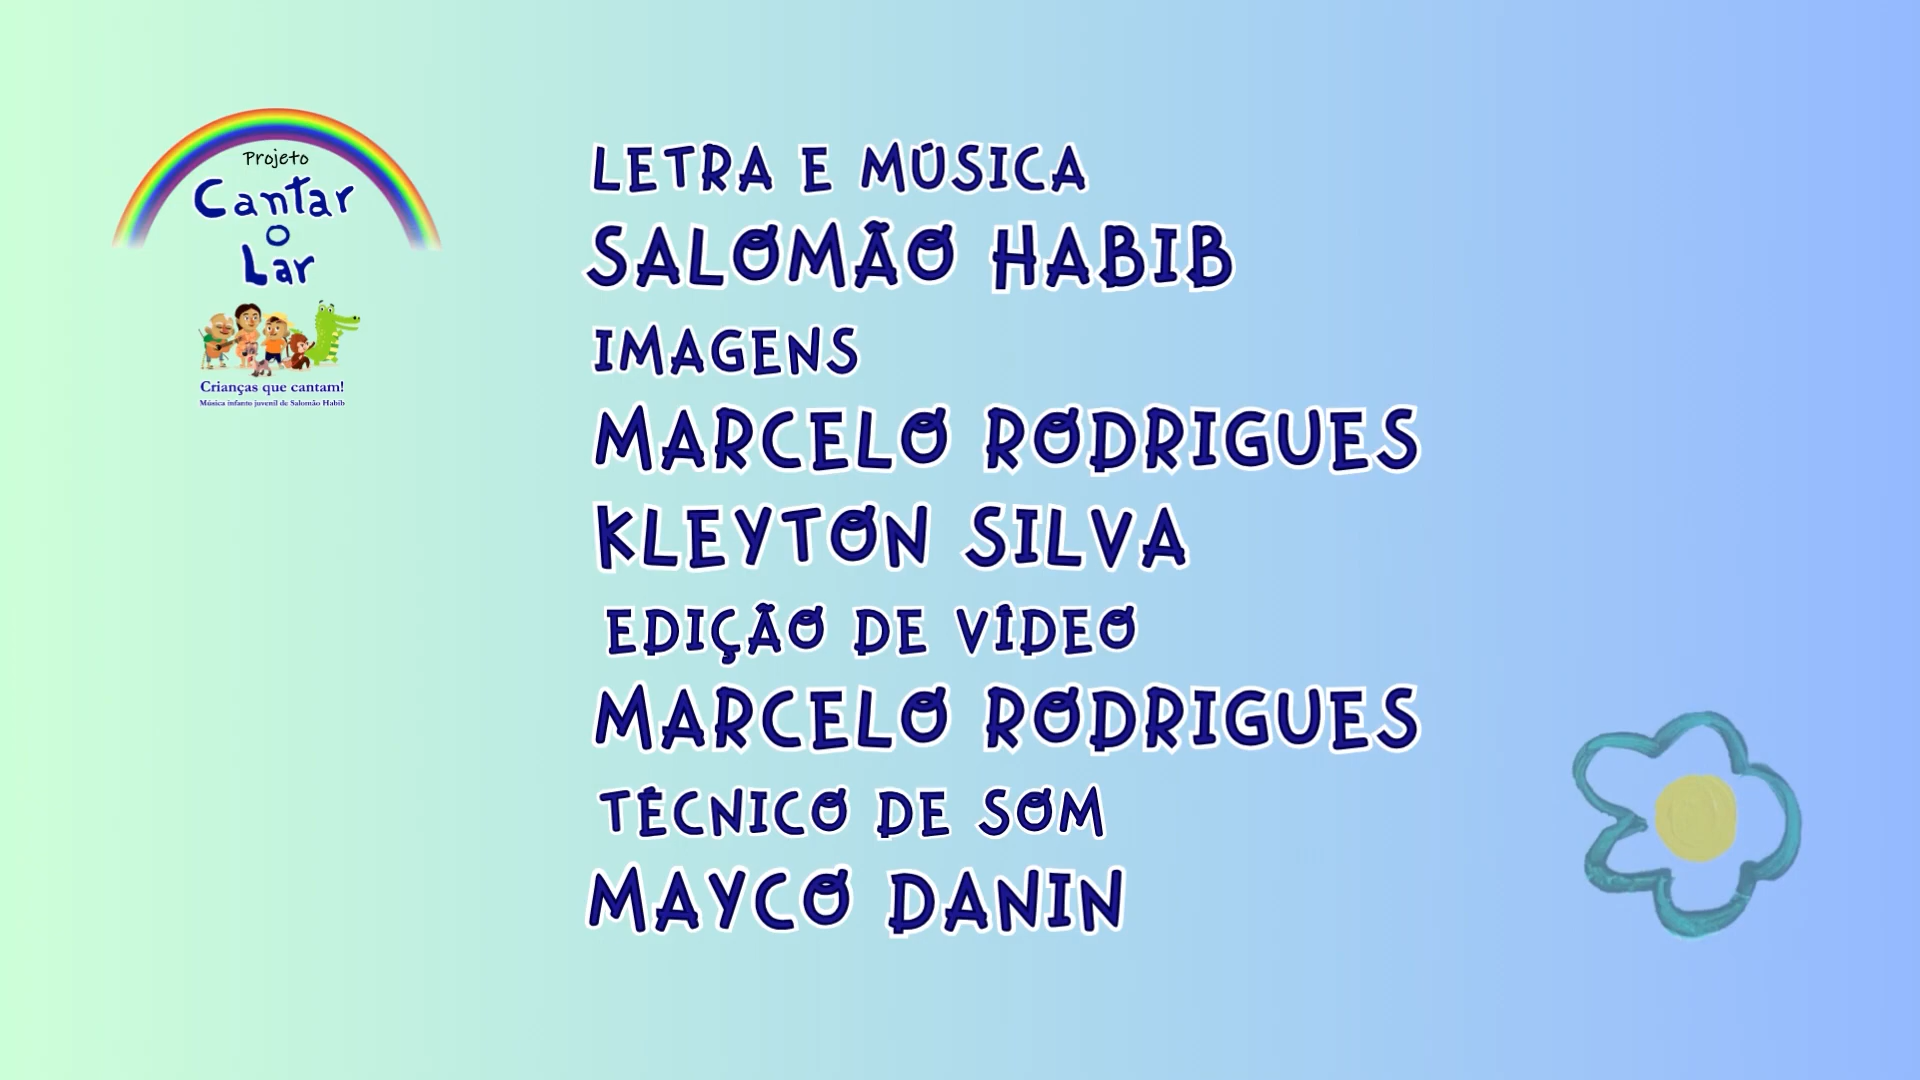 Projeto
Cantar
o
Lar
Crianças que cantam!
Música infanto juvenil de Salomão Habib
LETRA E MÚSICA
SALOMÃO HABIB
IMAGENS
MARCELO RODRIGUES
KLEYTON SILVA
EDIÇÃO DE VÍDEO
MARCELO RODRIGUES
TÉCNICO DE SOM
MAYCO DANIN